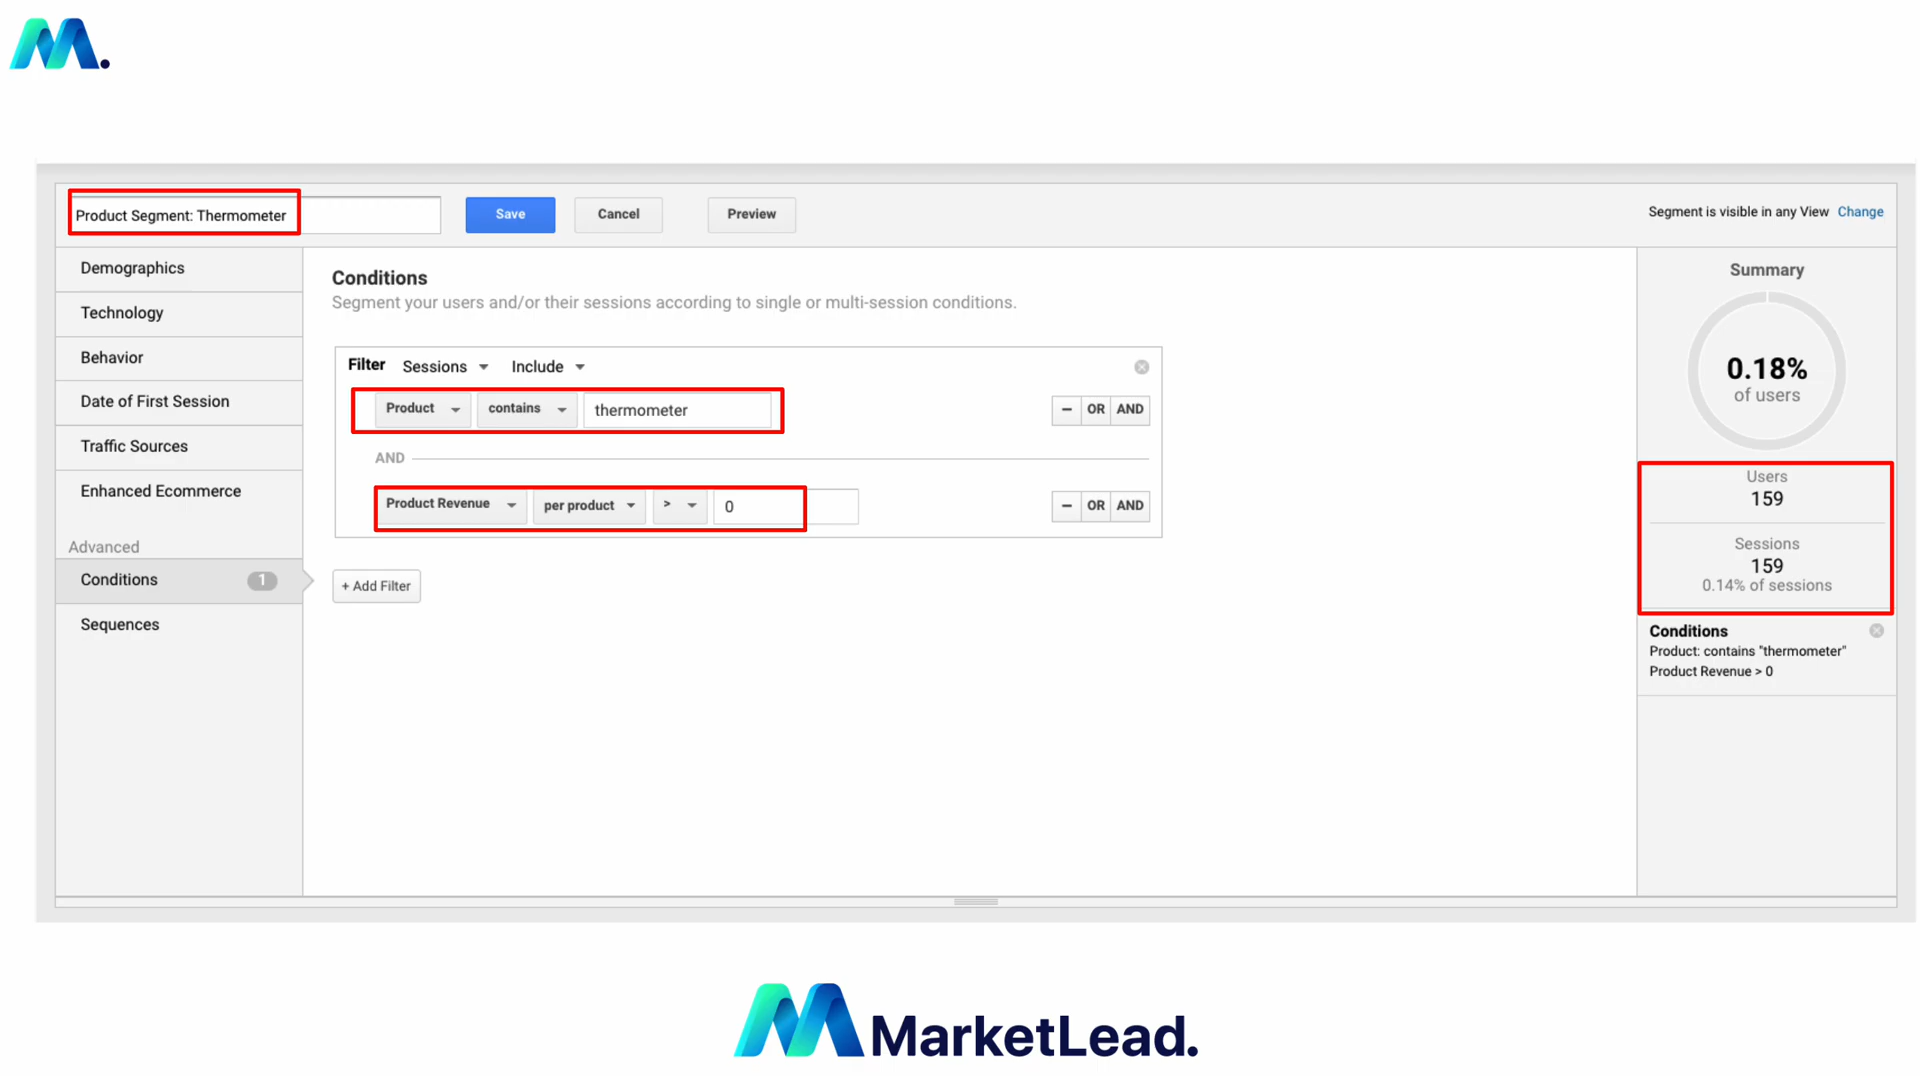 Product Segment: Thermometer
Save
Cancel
Preview
Segment is visible in any View Change
Demographics
Technology
Behavior
Date of First Session
Traffic Sources
Enhanced Ecommerce
Advanced
Conditions 1
Sequences
Conditions
Segment your users and/or their sessions according to single or multi-session conditions.
Filter Sessions Include
Product contains thermometer − OR AND
AND
Product Revenue per product > 0 − OR AND
+ Add Filter
Summary
0.18%
of users
Users
159
Sessions
159
0.14% of sessions
Conditions
Product: contains "thermometer"
Product Revenue > 0
MarketLead.